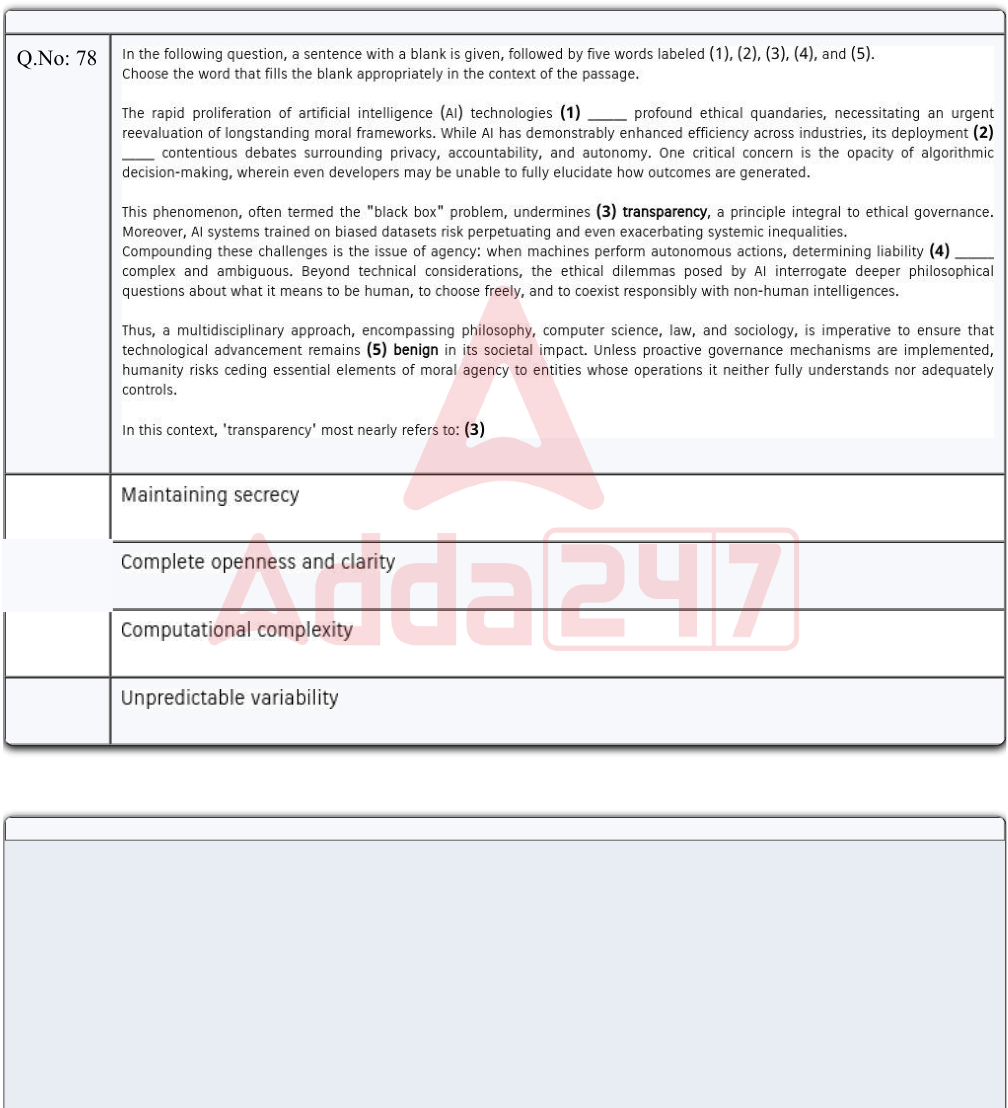 Q.No: 78
In the following question, a sentence with a blank is given, followed by five words labeled (1), (2), (3), (4), and (5).
Choose the word that fills the blank appropriately in the context of the passage.
The rapid proliferation of artificial intelligence (AI) technologies (1) _____ profound ethical quandaries, necessitating an urgent
reevaluation of longstanding moral frameworks. While AI has demonstrably enhanced efficiency across industries, its deployment (2)
____ contentious debates surrounding privacy, accountability, and autonomy. One critical concern is the opacity of algorithmic
decision-making, wherein even developers may be unable to fully elucidate how outcomes are generated.
This phenomenon, often termed the "black box" problem, undermines (3) transparency, a principle integral to ethical governance.
Moreover, AI systems trained on biased datasets risk perpetuating and even exacerbating systemic inequalities.
Compounding these challenges is the issue of agency: when machines perform autonomous actions, determining liability (4) _____
complex and ambiguous. Beyond technical considerations, the ethical dilemmas posed by AI interrogate deeper philosophical
questions about what it means to be human, to choose freely, and to coexist responsibly with non-human intelligences.
Thus, a multidisciplinary approach, encompassing philosophy, computer science, law, and sociology, is imperative to ensure that
technological advancement remains (5) benign in its societal impact. Unless proactive governance mechanisms are implemented,
humanity risks ceding essential elements of moral agency to entities whose operations it neither fully understands nor adequately
controls.
In this context, 'transparency' most nearly refers to: (3)
Maintaining secrecy
Complete openness and clarity
Computational complexity
Unpredictable variability
Adda247